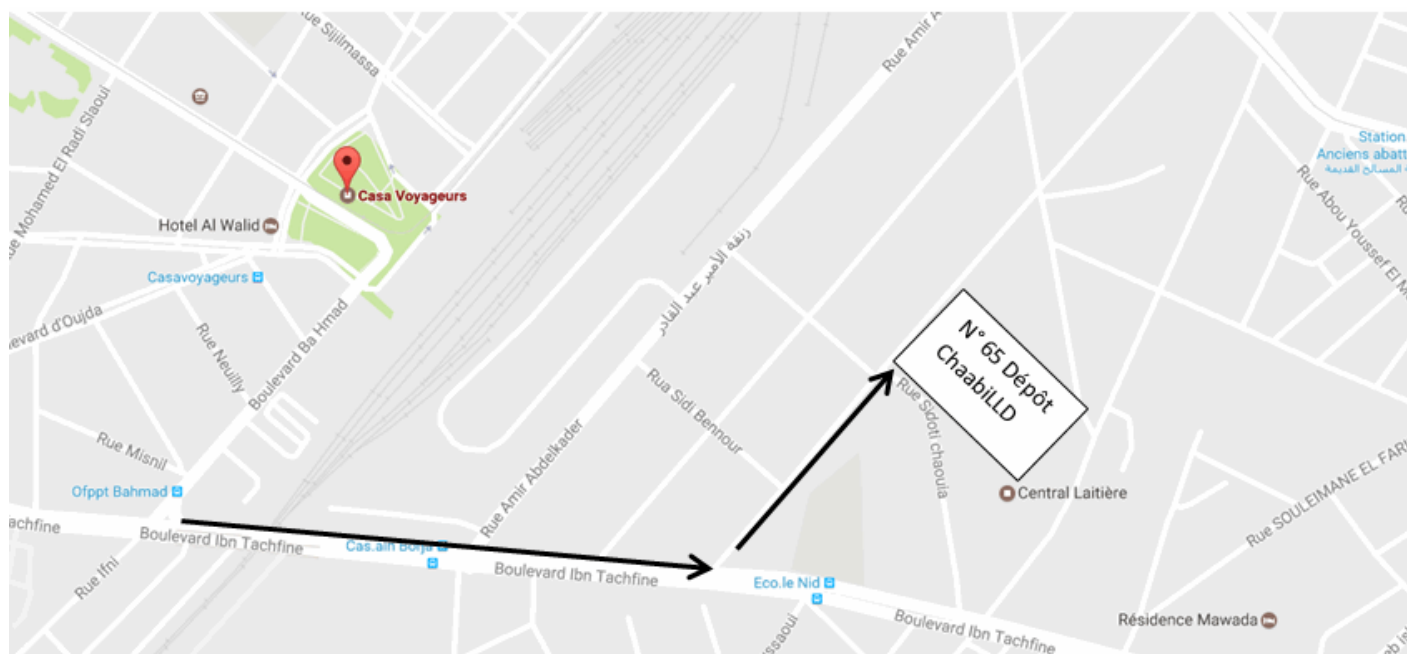 Rue Sijilmassa
Rue Amir A
Rue Mohamed El Radi Slaoui
Station
Anciens abatt
المسالخ القديمة
Casa Voyageurs
Hotel Al Walid
Rue Abou Youssef El M
Casavoyageurs
زنقة الأمير عبد القادر
levard d'Oujda
Rue Neuilly
Boulevard Ba Hmad
N°65 Dépôt
ChaabiLLD
Rua Sidi Bennour
Rue Sidoti chaouia
Rue Misnil
Rue Amir Abdelkader
Rue SOULEIMANE EL FAR
Ofppt Bahmad
Central Laitière
achfine
Boulevard Ibn Tachfine
Cas.ain Borja
Boulevard Ibn Tachfine
Rue Ifni
Eco.le Nid
Boulevard Ibn Tachfine
Résidence Mawada
ssaoui